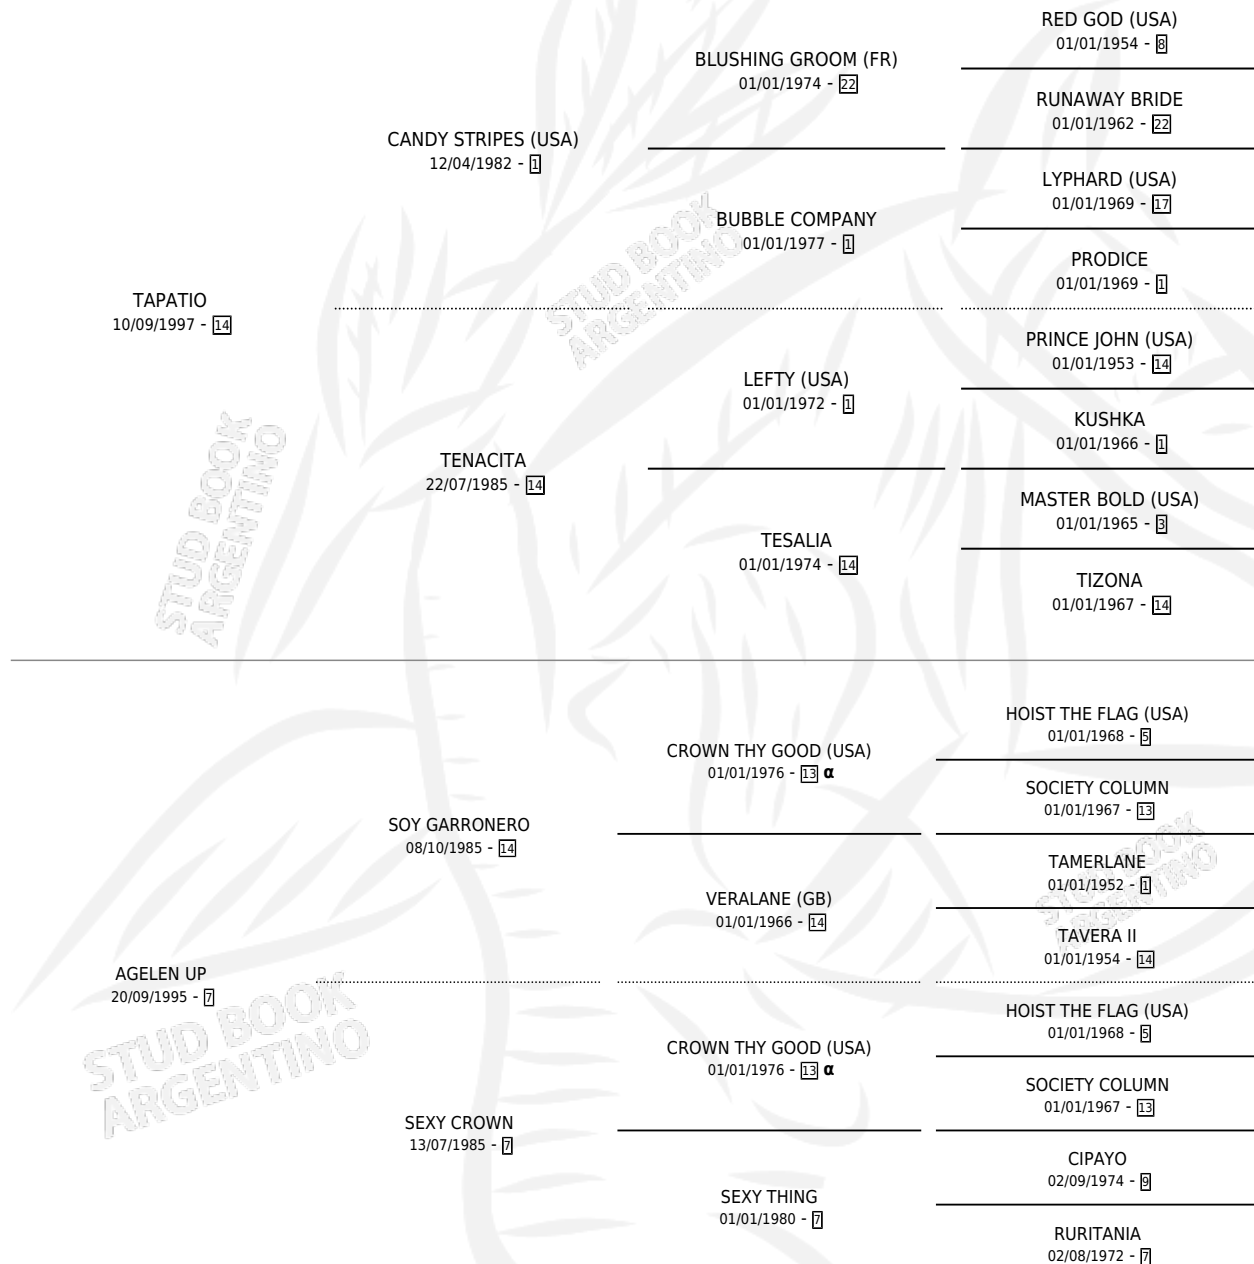 RED GOD (USA)
01/01/1954 - 8
BLUSHING GROOM (FR)
01/01/1974 - 22
RUNAWAY BRIDE
01/01/1962 - 22
CANDY STRIPES (USA)
12/04/1982 - 1
LYPHARD (USA)
01/01/1969 - 17
BUBBLE COMPANY
01/01/1977 - 1
PRODICE
01/01/1969 - 1
TAPATIO
10/09/1997 - 14
PRINCE JOHN (USA)
01/01/1953 - 14
LEFTY (USA)
01/01/1972 - 1
KUSHKA
01/01/1966 - 1
TENACITA
22/07/1985 - 14
MASTER BOLD (USA)
01/01/1965 - 3
TESALIA
01/01/1974 - 14
TIZONA
01/01/1967 - 14
HOIST THE FLAG (USA)
01/01/1968 - 5
CROWN THY GOOD (USA)
01/01/1976 - 13 α
SOCIETY COLUMN
01/01/1967 - 13
SOY GARRONERO
08/10/1985 - 14
TAMERLANE
01/01/1952 - 1
VERALANE (GB)
01/01/1966 - 14
TAVERA II
01/01/1954 - 14
AGELEN UP
20/09/1995 - 7
HOIST THE FLAG (USA)
01/01/1968 - 5
CROWN THY GOOD (USA)
01/01/1976 - 13 α
SOCIETY COLUMN
01/01/1967 - 13
SEXY CROWN
13/07/1985 - 7
CIPAYO
02/09/1974 - 9
SEXY THING
01/01/1980 - 7
RURITANIA
02/08/1972 - 7
STUD BOOK
ARGENTINO
STUD BOOK
ARGENTINO
STUD BOOK
ARGENTINO
STUD BOOK
ARGENTINO